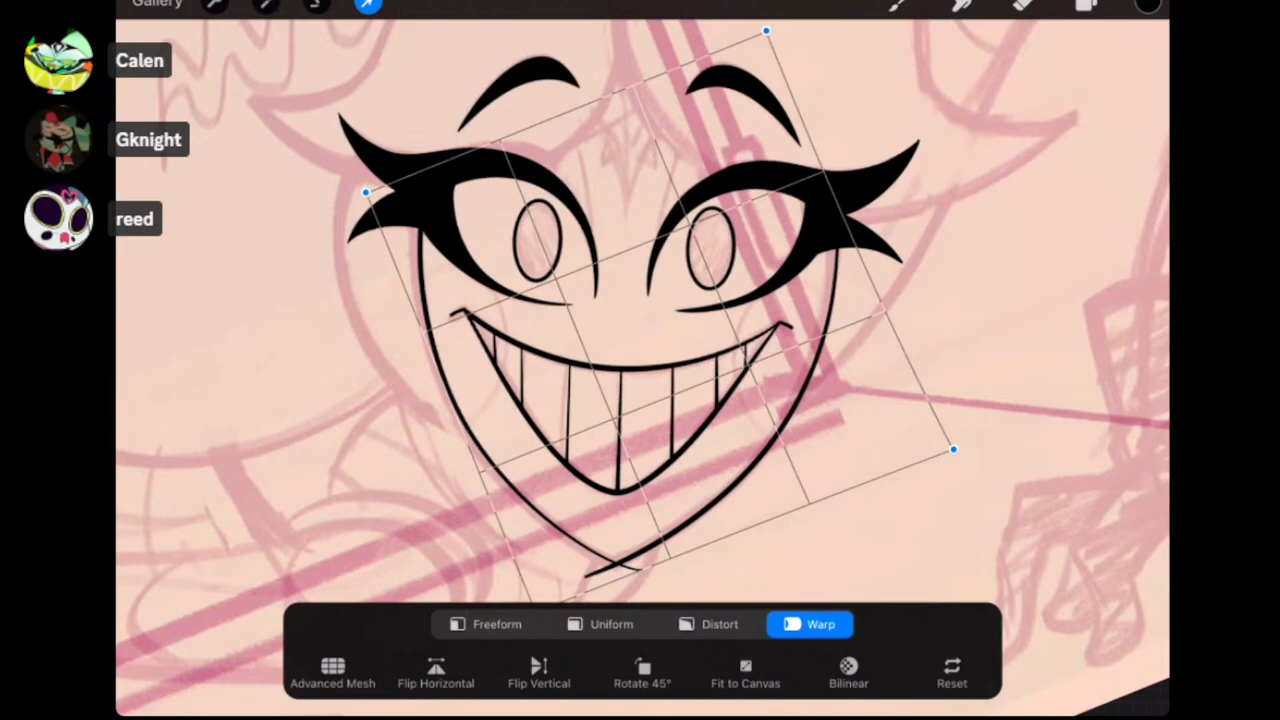 Gallery
Calen
Gknight
reed
Freeform Uniform Distort Warp
Advanced Mesh Flip Horizontal Flip Vertical Rotate 45° Fit to Canvas Bilinear Reset